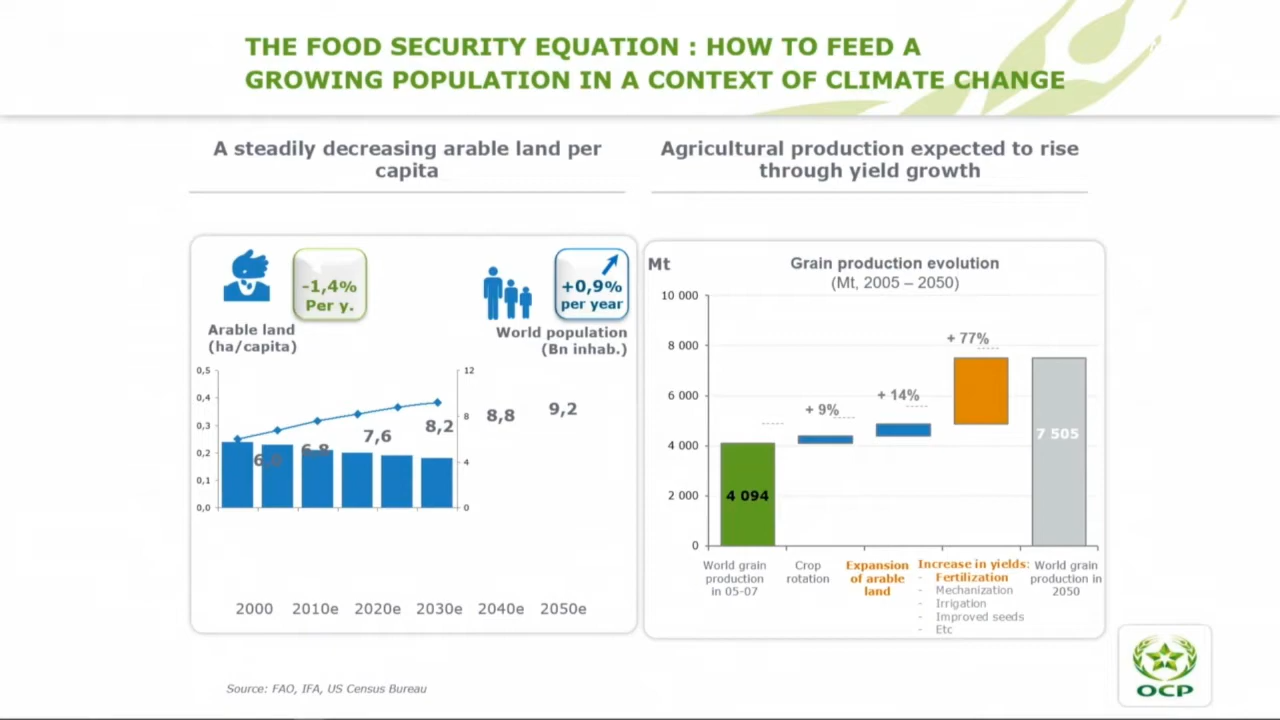 THE FOOD SECURITY EQUATION : HOW TO FEED A
GROWING POPULATION IN A CONTEXT OF CLIMATE CHANGE
A steadily decreasing arable land per
capita
-1,4%
Per y.
+0,9%
per year
Arable land
(ha/capita)
World population
(Bn inhab.)
0,5
0,4
0,3
0,2
0,1
0,0
12
8
4
0
6,8
7,6
8,2
8,8
9,2
2000 2010e 2020e 2030e 2040e 2050e
Agricultural production expected to rise
through yield growth
Mt
Grain production evolution
(Mt, 2005 – 2050)
10 000
8 000
6 000
4 000
2 000
0
4 094
+ 9%
+ 14%
+ 77%
7 505
World grain
production
in 05-07
Crop
rotation
Expansion
of arable
land
Increase in yields:
- Fertilization
- Mechanization
- Irrigation
- Improved seeds
- Etc
World grain
production in
2050
Source: FAO, IFA, US Census Bureau
OCP